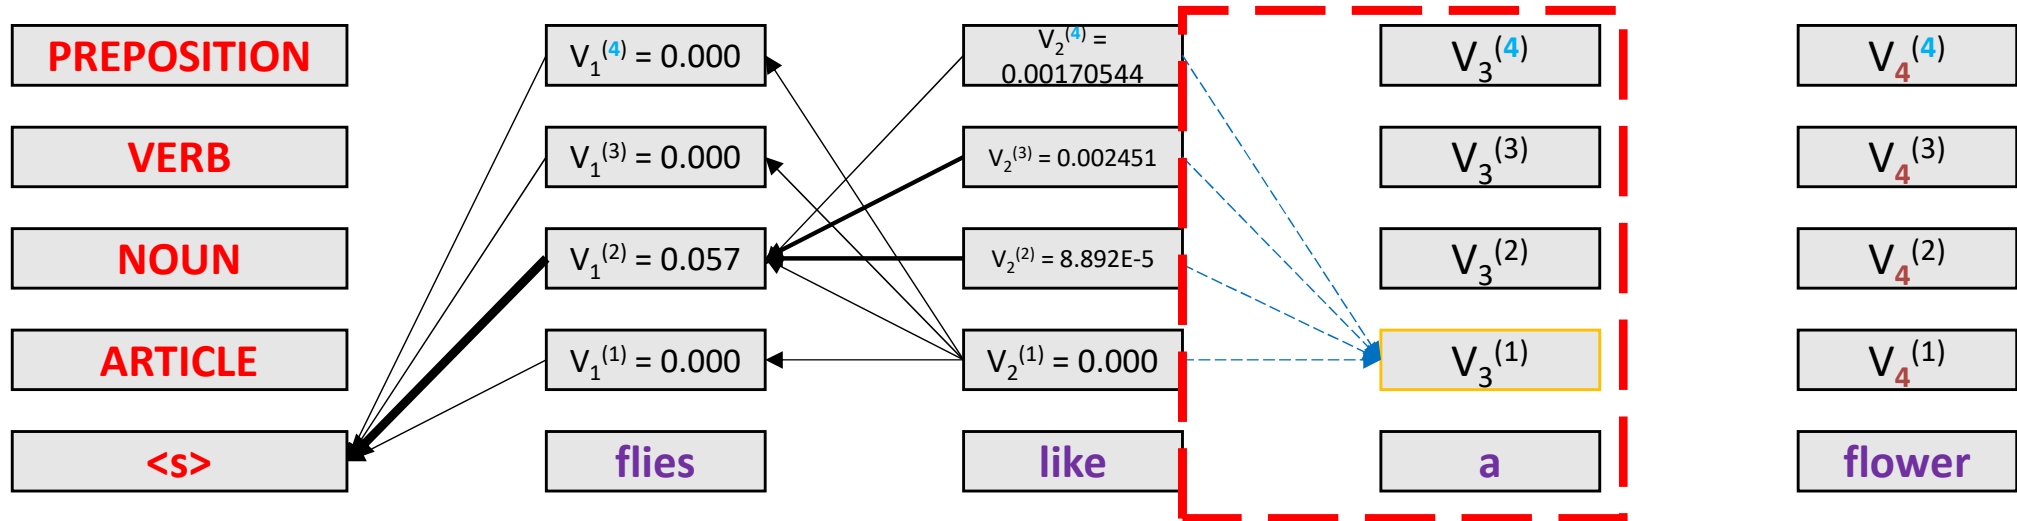 PREPOSITION
V₁⁽⁴⁾ = 0.000
V₂⁽⁴⁾ =
0.00170544
V₃⁽⁴⁾
V₄⁽⁴⁾
VERB
V₁⁽³⁾ = 0.000
V₂⁽³⁾ = 0.002451
V₃⁽³⁾
V₄⁽³⁾
NOUN
V₁⁽²⁾ = 0.057
V₂⁽²⁾ = 8.892E-5
V₃⁽²⁾
V₄⁽²⁾
ARTICLE
V₁⁽¹⁾ = 0.000
V₂⁽¹⁾ = 0.000
V₃⁽¹⁾
V₄⁽¹⁾
<s>
flies
like
a
flower